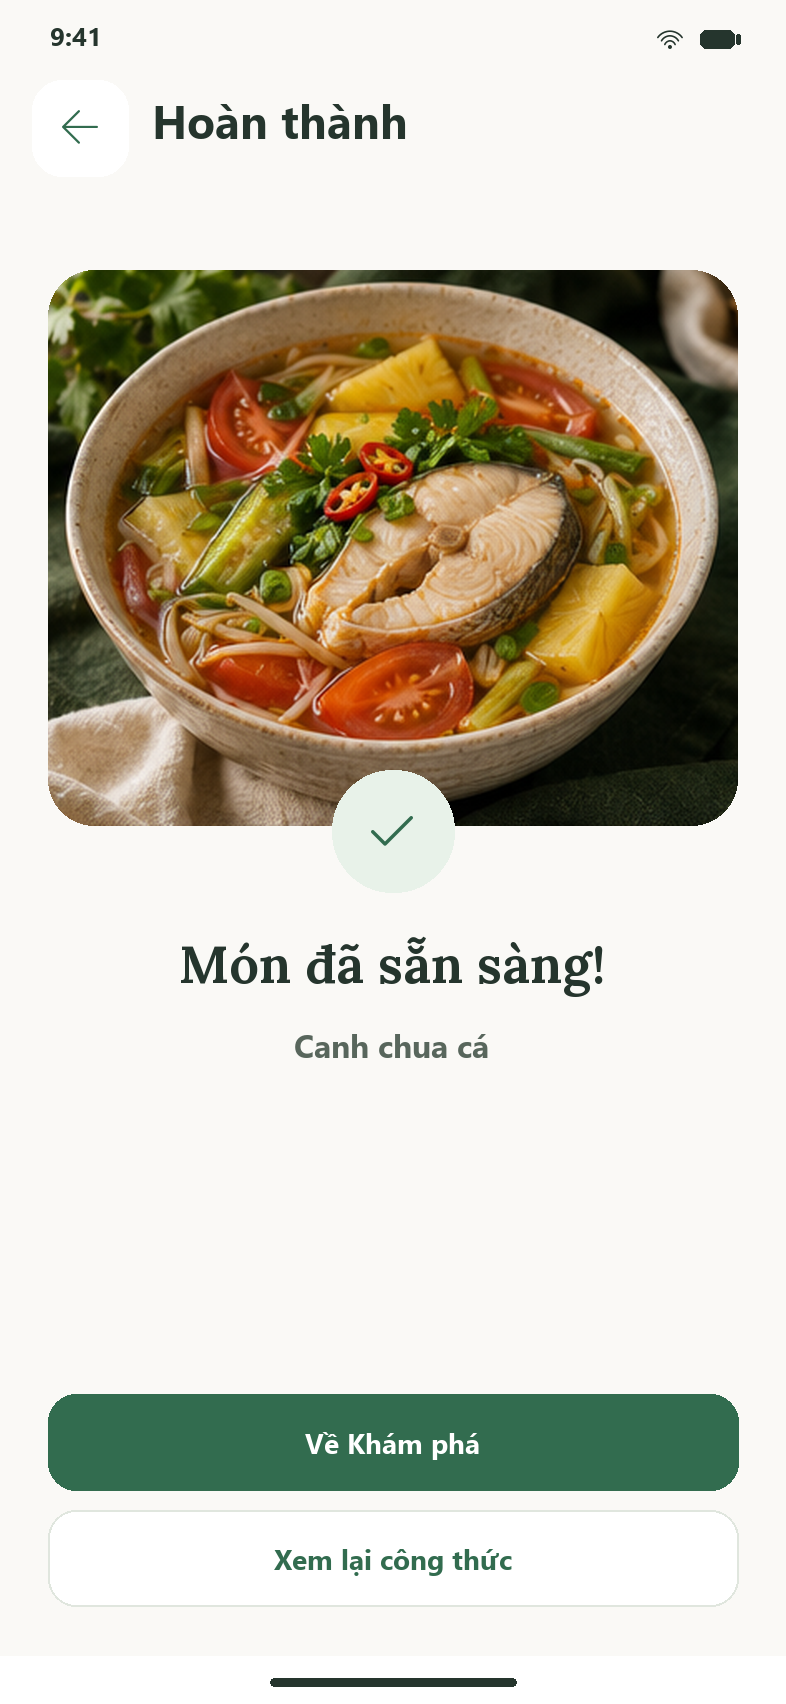 9:41
Hoàn thành
Món đã sẵn sàng!
Canh chua cá
Về Khám phá
Xem lại công thức